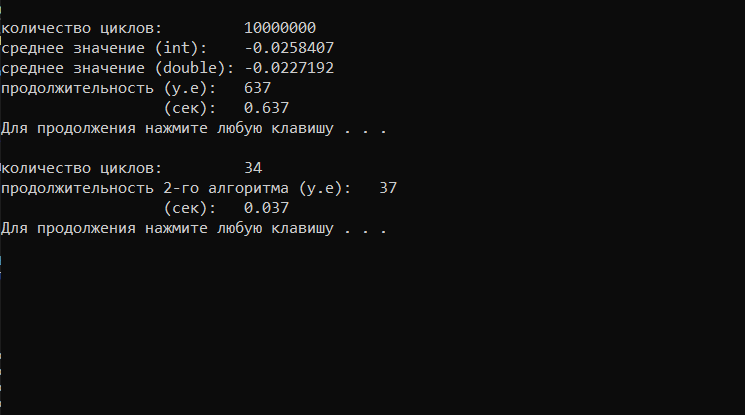 количество циклов: 10000000
среднее значение (int): -0.0258407
среднее значение (double): -0.0227192
продолжительность (у.е): 637
(сек): 0.637
Для продолжения нажмите любую клавишу . . .
количество циклов: 34
продолжительность 2-го алгоритма (у.е): 37
(сек): 0.037
Для продолжения нажмите любую клавишу . . .